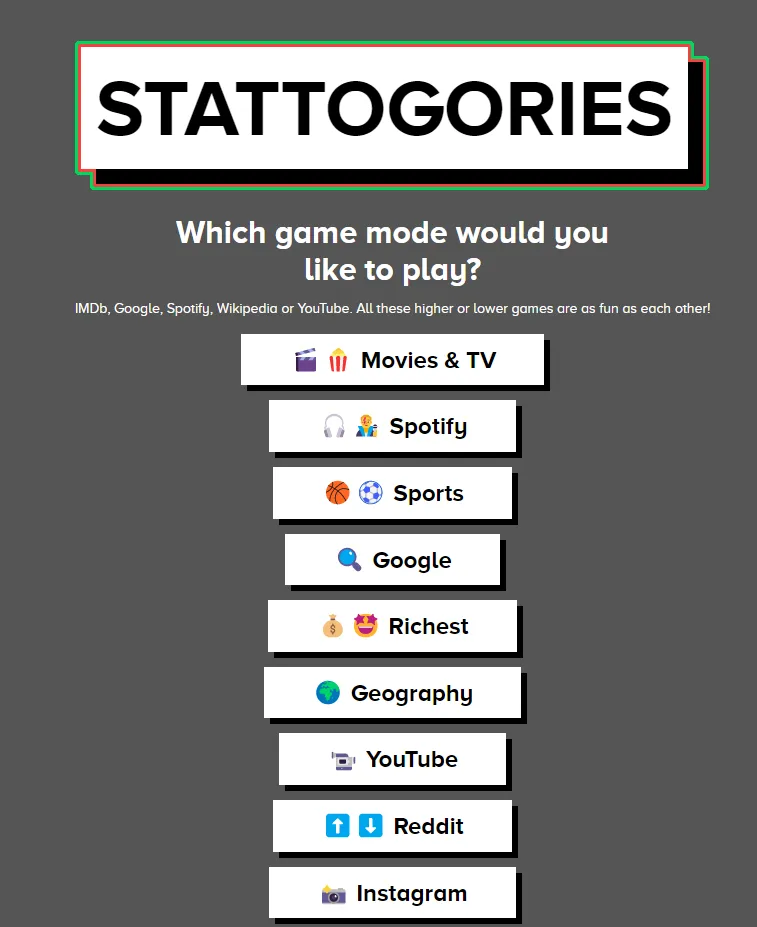 STATTOGORIES
Which game mode would you
like to play?
IMDb, Google, Spotify, Wikipedia or YouTube. All these higher or lower games are as fun as each other!
Movies & TV
Spotify
Sports
Google
Richest
Geography
YouTube
Reddit
Instagram